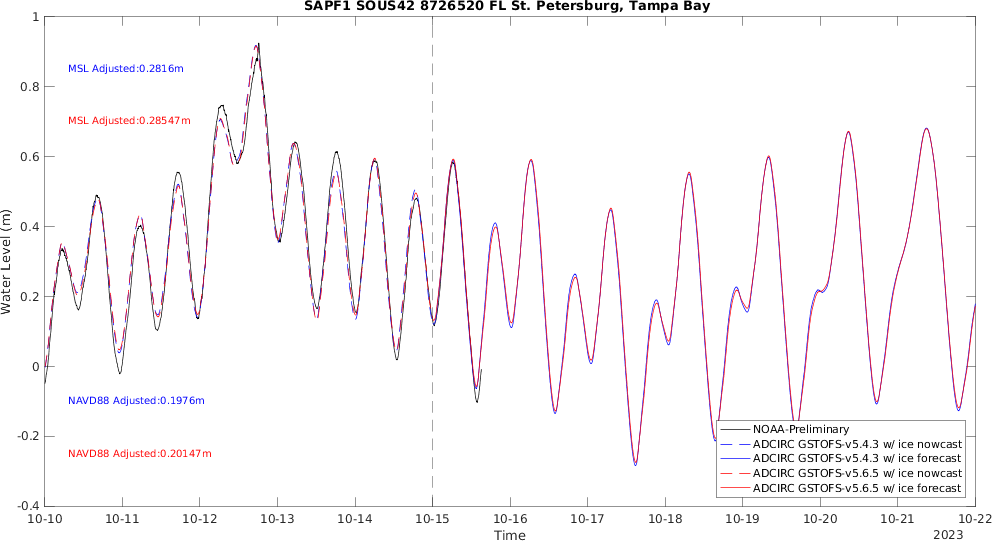 SAPF1 SOUS42 8726520 FL St. Petersburg, Tampa Bay
1
0.8
0.6
0.4
0.2
0
-0.2
-0.4
Water Level (m)
MSL Adjusted:0.2816m
MSL Adjusted:0.28547m
NAVD88 Adjusted:0.1976m
NAVD88 Adjusted:0.20147m
NOAA-Preliminary
ADCIRC GSTOFS-v5.4.3 w/ ice nowcast
ADCIRC GSTOFS-v5.4.3 w/ ice forecast
ADCIRC GSTOFS-v5.6.5 w/ ice nowcast
ADCIRC GSTOFS-v5.6.5 w/ ice forecast
10-10 10-11 10-12 10-13 10-14 10-15 10-16 10-17 10-18 10-19 10-20 10-21 10-22
Time
2023